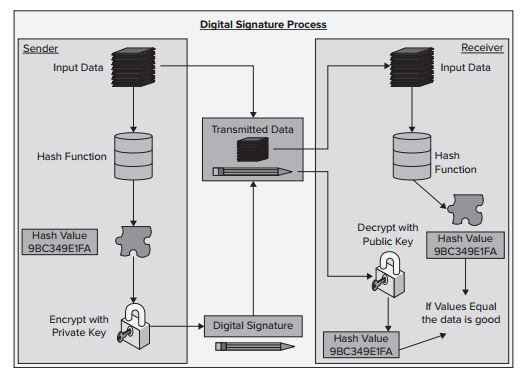 Digital Signature Process
Sender
Input Data
Hash Function
Hash Value
9BC349E1FA
Encrypt with
Private Key
Transmitted Data
Digital Signature
Receiver
Input Data
Hash
Function
Decrypt with
Public Key
Hash Value
9BC349E1FA
If Values Equal
the data is good
Hash Value
9BC349E1FA